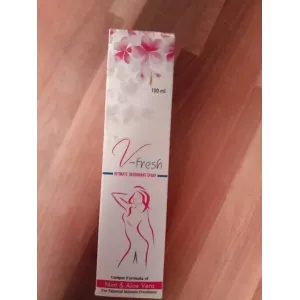 100 ml
V-Fresh
INTIMATE DEODORANT SPRAY
Unique Formula of
Mint & Aloe Vera